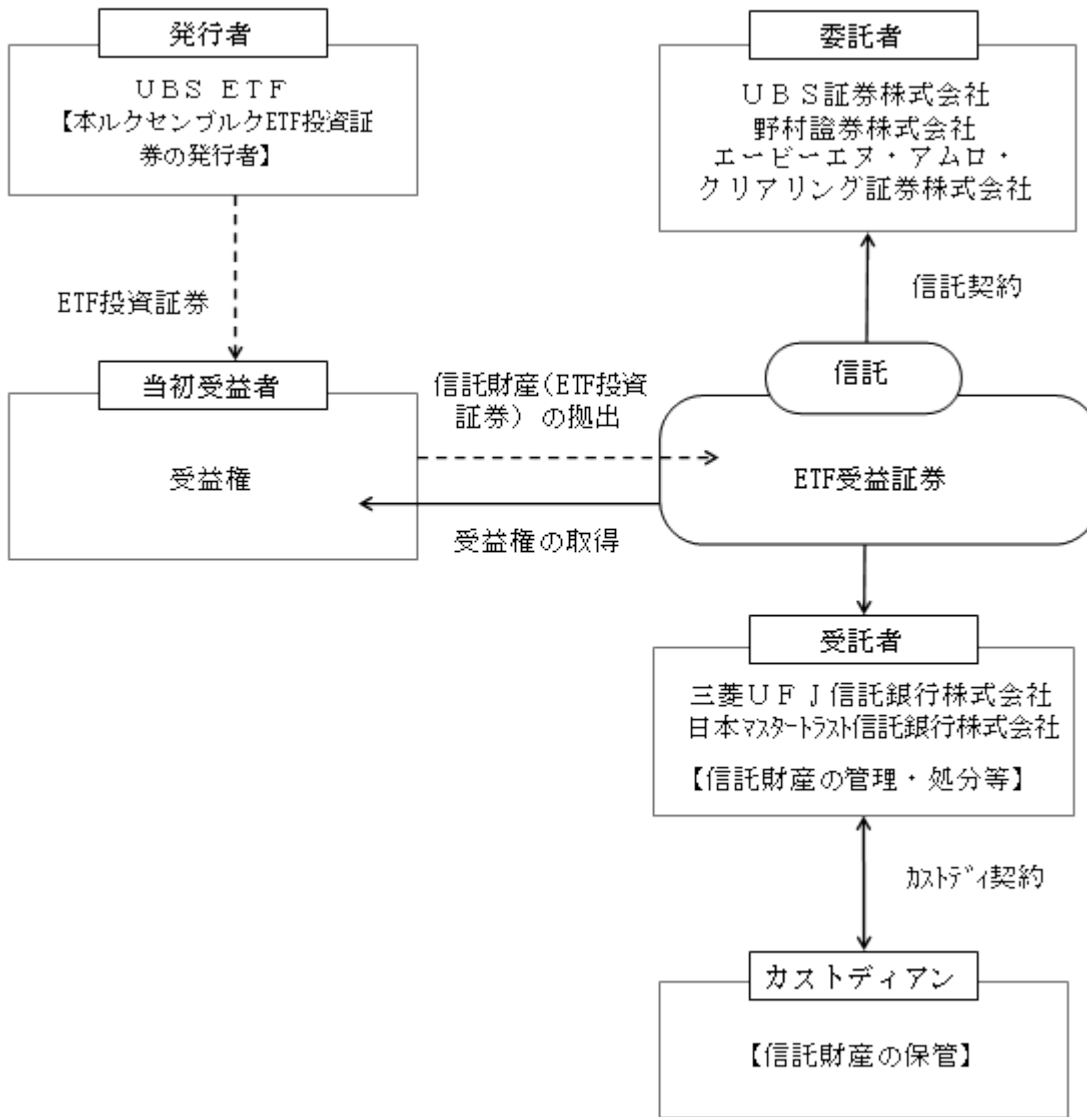 発行者
ＵＢＳ ＥＴＦ
【本ルクセンブルクETF投資証
券の発行者】
委託者
ＵＢＳ証券株式会社
野村證券株式会社
エービーエヌ・アムロ・
クリアリング証券株式会社
ETF投資証券
信託契約
当初受益者
受益権
信託財産（ETF投資
証券）の拠出
受益権の取得
信託
ETF受益証券
受託者
三菱ＵＦＪ信託銀行株式会社
日本ﾏｽﾀｰﾄﾗｽﾄ信託銀行株式会社
【信託財産の管理・処分等】
ｶｽﾄﾃﾞｨ契約
カストディアン
【信託財産の保管】